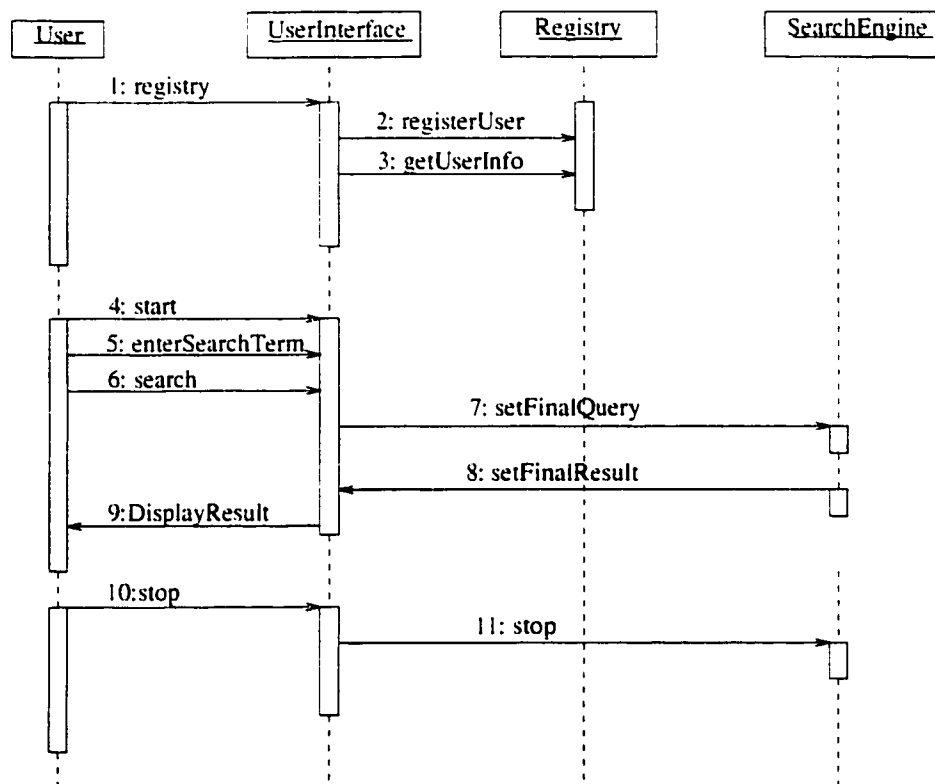 User
UserInterface
Registry
SearchEngine
1: registry
2: registerUser
3: getUserInfo
4: start
5: enterSearchTerm
6: search
7: setFinalQuery
8: setFinalResult
9:DisplayResult
10:stop
11: stop